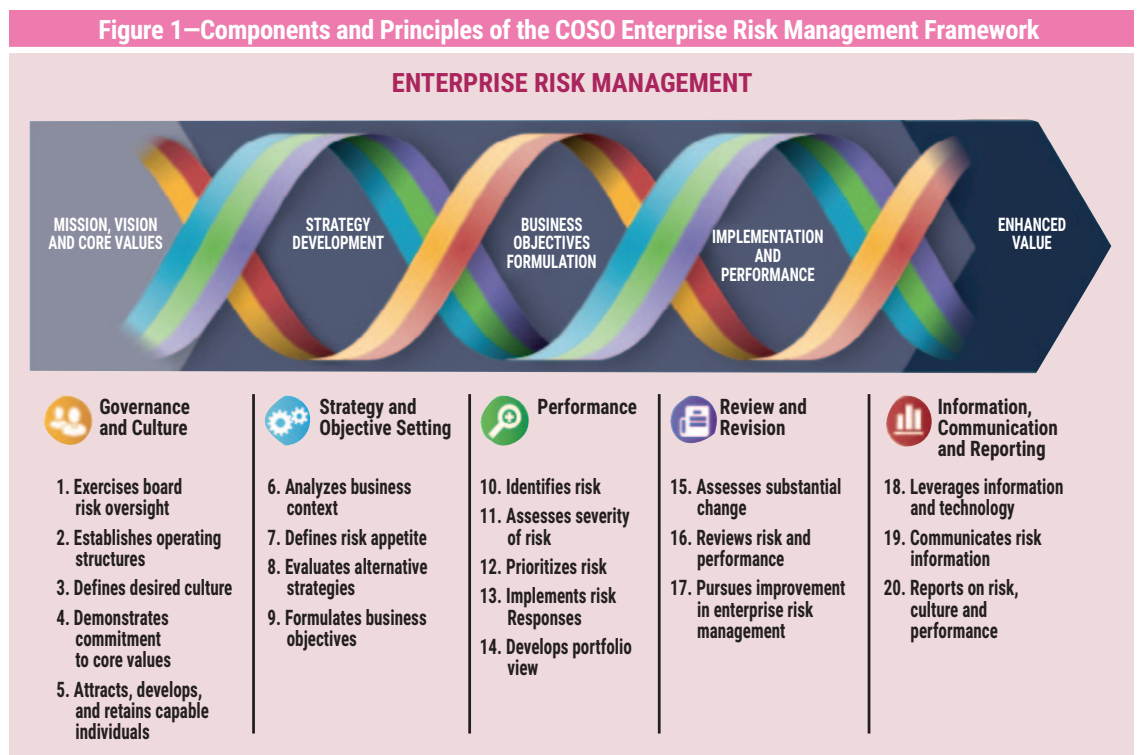 Figure 1—Components and Principles of the COSO Enterprise Risk Management Framework
ENTERPRISE RISK MANAGEMENT
MISSION, VISION
AND CORE VALUES
STRATEGY
DEVELOPMENT
BUSINESS
OBJECTIVES
FORMULATION
IMPLEMENTATION
AND
PERFORMANCE
ENHANCED
VALUE
Governance
and Culture
1. Exercises board
risk oversight
2. Establishes operating
structures
3. Defines desired culture
4. Demonstrates
commitment
to core values
5. Attracts, develops,
and retains capable
individuals
Strategy and
Objective Setting
6. Analyzes business
context
7. Defines risk appetite
8. Evaluates alternative
strategies
9. Formulates business
objectives
Performance
10. Identifies risk
11. Assesses severity
of risk
12. Prioritizes risk
13. Implements risk
Responses
14. Develops portfolio
view
Review and
Revision
15. Assesses substantial
change
16. Reviews risk and
performance
17. Pursues improvement
in enterprise risk
management
Information,
Communication
and Reporting
18. Leverages information
and technology
19. Communicates risk
information
20. Reports on risk,
culture and
performance